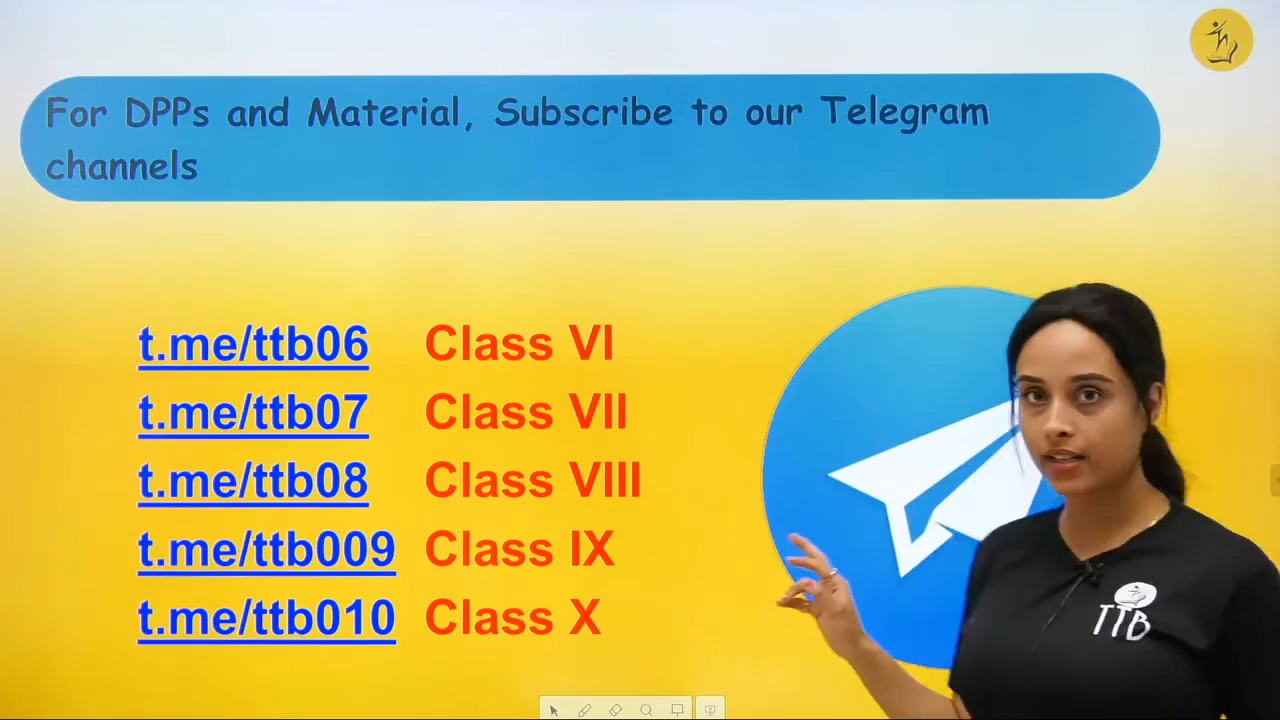 For DPPs and Material, Subscribe to our Telegram
channels
t.me/ttb06 Class VI
t.me/ttb07 Class VII
t.me/ttb08 Class VIII
t.me/ttb009 Class IX
t.me/ttb010 Class X
TTB